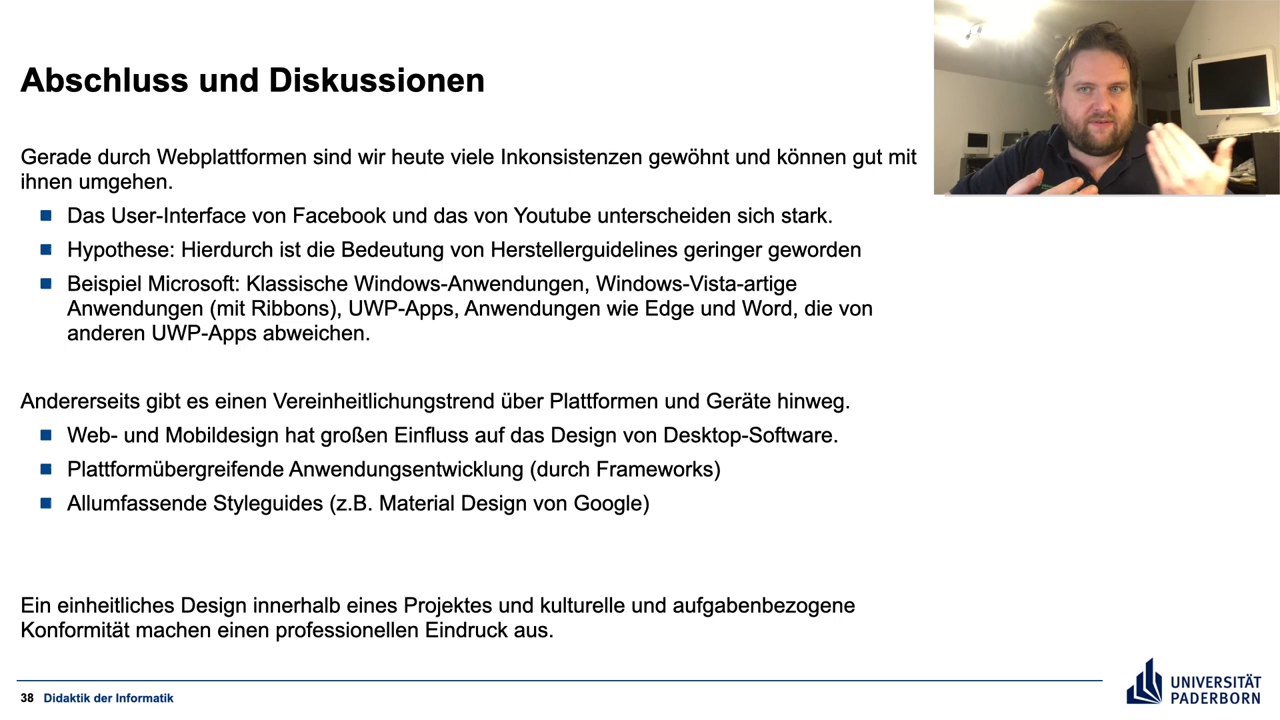 Abschluss und Diskussionen
Gerade durch Webplattformen sind wir heute viele Inkonsistenzen gewöhnt und können gut mit
ihnen umgehen.
Das User-Interface von Facebook und das von Youtube unterscheiden sich stark.
Hypothese: Hierdurch ist die Bedeutung von Herstellerguidelines geringer geworden
Beispiel Microsoft: Klassische Windows-Anwendungen, Windows-Vista-artige
Anwendungen (mit Ribbons), UWP-Apps, Anwendungen wie Edge und Word, die von
anderen UWP-Apps abweichen.
Andererseits gibt es einen Vereinheitlichungstrend über Plattformen und Geräte hinweg.
Web- und Mobildesign hat großen Einfluss auf das Design von Desktop-Software.
Plattformübergreifende Anwendungsentwicklung (durch Frameworks)
Allumfassende Styleguides (z.B. Material Design von Google)
Ein einheitliches Design innerhalb eines Projektes und kulturelle und aufgabenbezogene
Konformität machen einen professionellen Eindruck aus.
38 Didaktik der Informatik
UNIVERSITÄT
PADERBORN